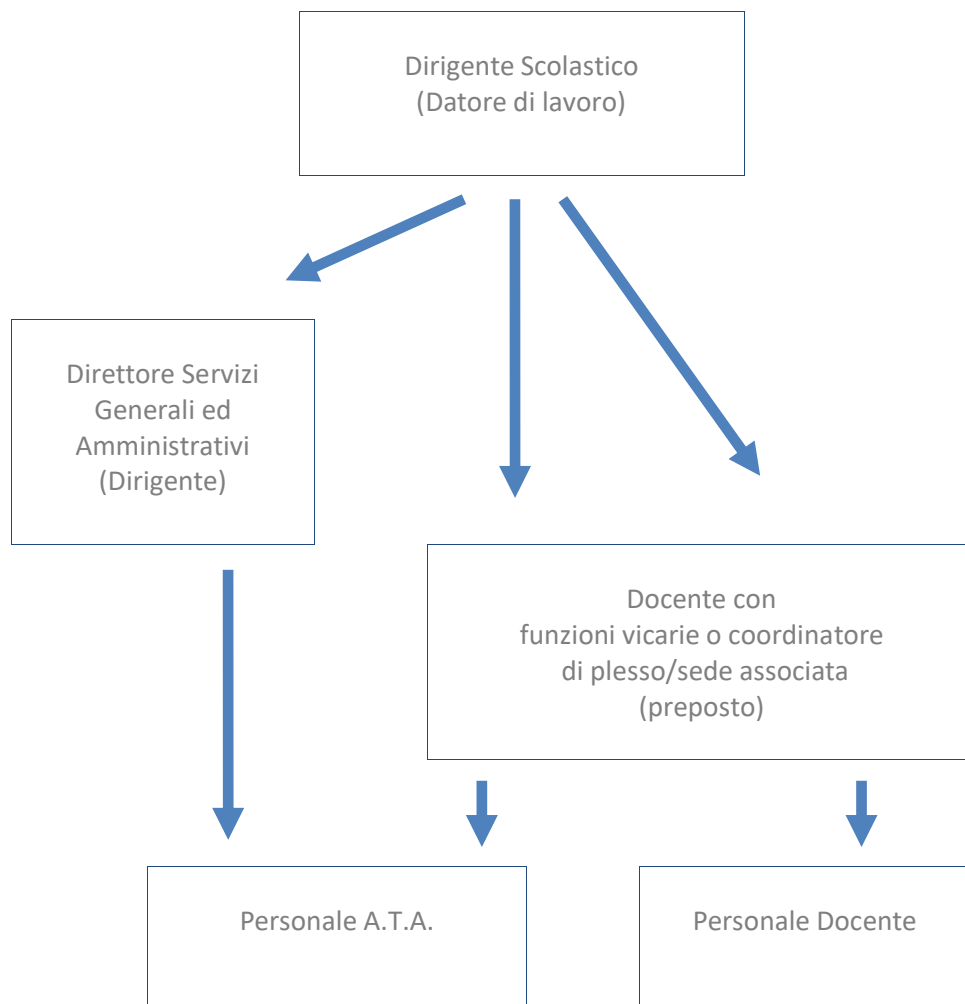 Dirigente Scolastico
(Datore di lavoro)
Direttore Servizi
Generali ed
Amministrativi
(Dirigente)
Docente con
funzioni vicarie o coordinatore
di plesso/sede associata
(preposto)
Personale A.T.A.
Personale Docente